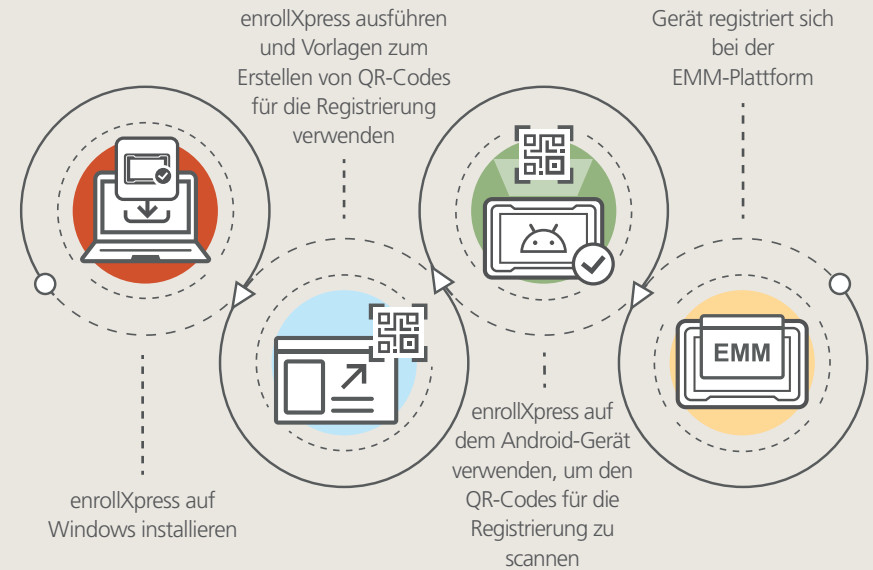 enrollXpress auf
Windows installieren
enrollXpress ausführen
und Vorlagen zum
Erstellen von QR-Codes
für die Registrierung
verwenden
enrollXpress auf
dem Android-Gerät
verwenden, um den
QR-Codes für die
Registrierung zu
scannen
Gerät registriert sich
bei der
EMM-Plattform
EMM